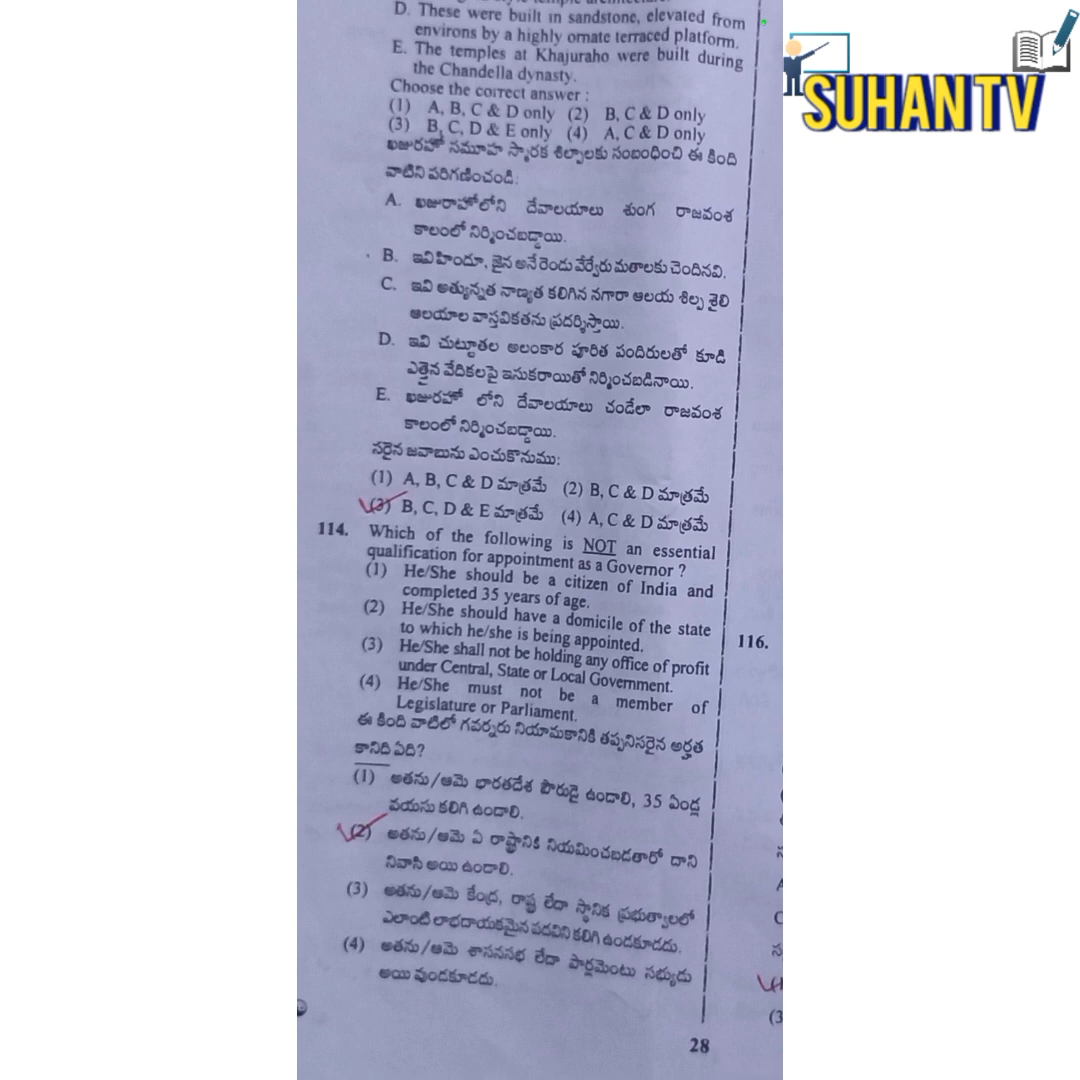 D. These were built in sandstone, elevated from
environs by a highly ornate terraced platform.
E. The temples at Khajuraho were built during
the Chandella dynasty.
Choose the correct answer :
(1) A, B, C & D only (2) B, C & D only
(3) B, C, D & E only (4) A, C & D only
ఖజురహో సమూహ స్మారక శిల్పాలకు సంబంధించి ఈ కింది
వాటిని పరిగణించండి.
A. ఖజురాహోలోని దేవాలయాలు శుంగ రాజవంశ
కాలంలో నిర్మించబడ్డాయి.
B. ఇవి హిందూ, జైన అనే రెండు వేర్వేరు మతాలకు చెందినవి.
C. ఇవి అత్యున్నత నాణ్యత కలిగిన నగారా ఆలయ శిల్ప శైలి
ఆలయాల వాస్తవికతను ప్రదర్శిస్తాయి.
D. ఇవి చుట్టూతల అలంకార పూరిత పందిరులతో కూడి
ఎత్తైన వేదికలపై ఇసుకరాయితో నిర్మించబడినాయి.
E. ఖజురహో లోని దేవాలయాలు చండేలా రాజవంశ
కాలంలో నిర్మించబడ్డాయి.
సరైన జవాబును ఎంచుకొనుము:
(1) A, B, C & D మాత్రమే (2) B, C & D మాత్రమే
(3) B, C, D & E మాత్రమే (4) A, C & D మాత్రమే
114. Which of the following is NOT an essential
qualification for appointment as a Governor ?
(1) He/She should be a citizen of India and
completed 35 years of age.
(2) He/She should have a domicile of the state
to which he/she is being appointed.
(3) He/She shall not be holding any office of profit
under Central, State or Local Government.
(4) He/She must not be a member of
Legislature or Parliament.
ఈ కింది వాటిలో గవర్నరు నియామకానికి తప్పనిసరైన అర్హత
కానిది ఏది?
(1) అతను/ఆమె భారతదేశ పౌరుడై ఉండాలి, 35 ఏండ్ల
వయసు కలిగి ఉండాలి.
(2) అతను/ఆమె ఏ రాష్ట్రానికి నియమించబడతారో దాని
నివాసి అయి ఉండాలి.
(3) అతను/ఆమె కేంద్ర, రాష్ట్ర లేదా స్థానిక ప్రభుత్వాలలో
ఎలాంటి లాభదాయకమైన పదవిని కలిగి ఉండకూడదు.
(4) అతను/ఆమె శాసనసభ లేదా పార్లమెంటు సభ్యుడు
అయి వుండకూడదు.
28
116.
(3
SUHAN TV